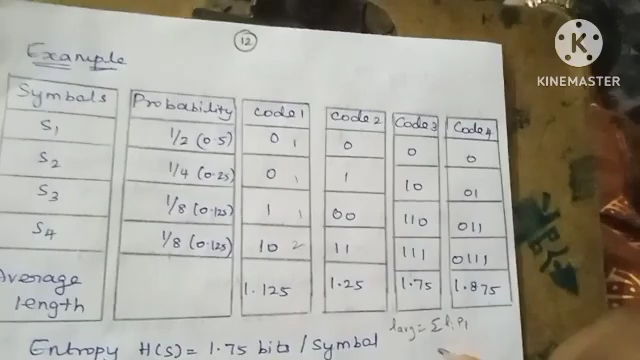 12
K
KINEMASTER
Example
Symbols Probability Code 1 Code 2 Code 3 Code 4
S1 1/2 (0.5) 0 1 0 0 0
S2 1/4 (0.25) 0 1 1 10 01
S3 1/8 (0.125) 1 1 00 110 011
S4 1/8 (0.125) 10 2 11 111 0111
Average length 1.125 1.25 1.75 1.875
lavg = Σ li Pi
Entropy H(S) = 1.75 bits / Symbol